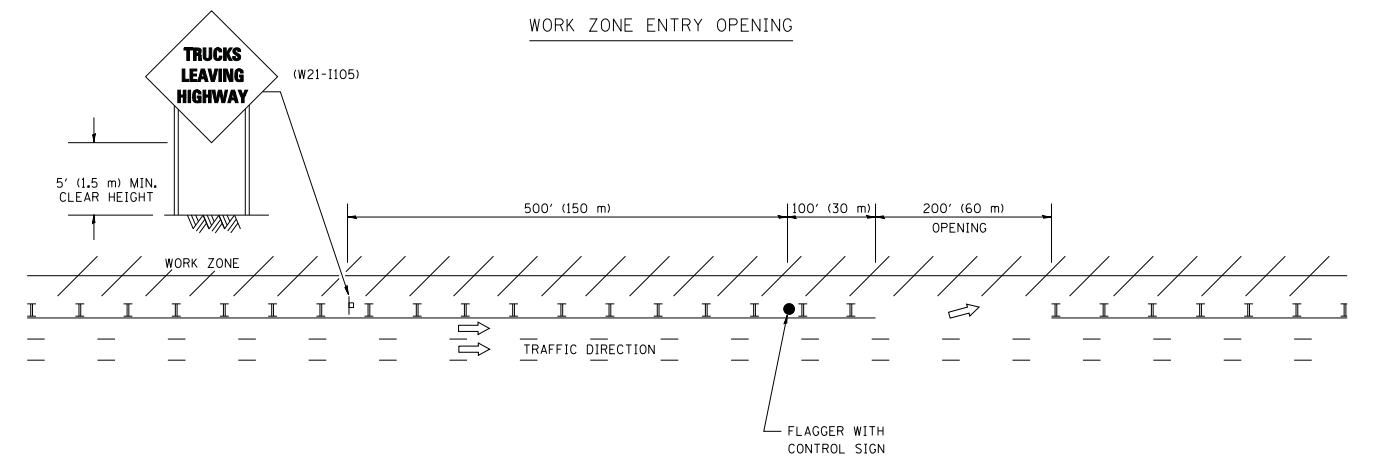 WORK ZONE ENTRY OPENING
TRUCKS
LEAVING
HIGHWAY
(W21-I105)
5' (1.5 m) MIN.
CLEAR HEIGHT
500' (150 m)
100' (30 m)
200' (60 m)
OPENING
WORK ZONE
TRAFFIC DIRECTION
FLAGGER WITH
CONTROL SIGN